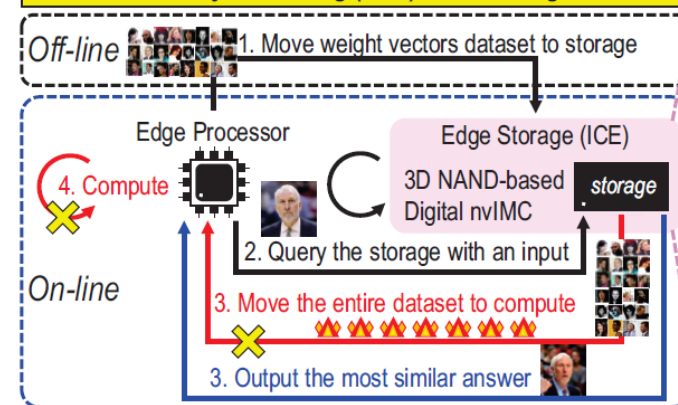 Off-line
1. Move weight vectors dataset to storage
Edge Processor
Edge Storage (ICE)
4. Compute
3D NAND-based
Digital nvIMC
storage
2. Query the storage with an input
On-line
3. Move the entire dataset to compute
3. Output the most similar answer